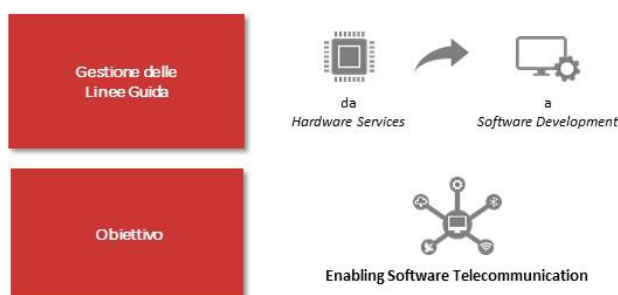 Gestione delle
Linee Guida
da
Hardware Services
a
Software Development
Obiettivo
Enabling Software Telecommunication